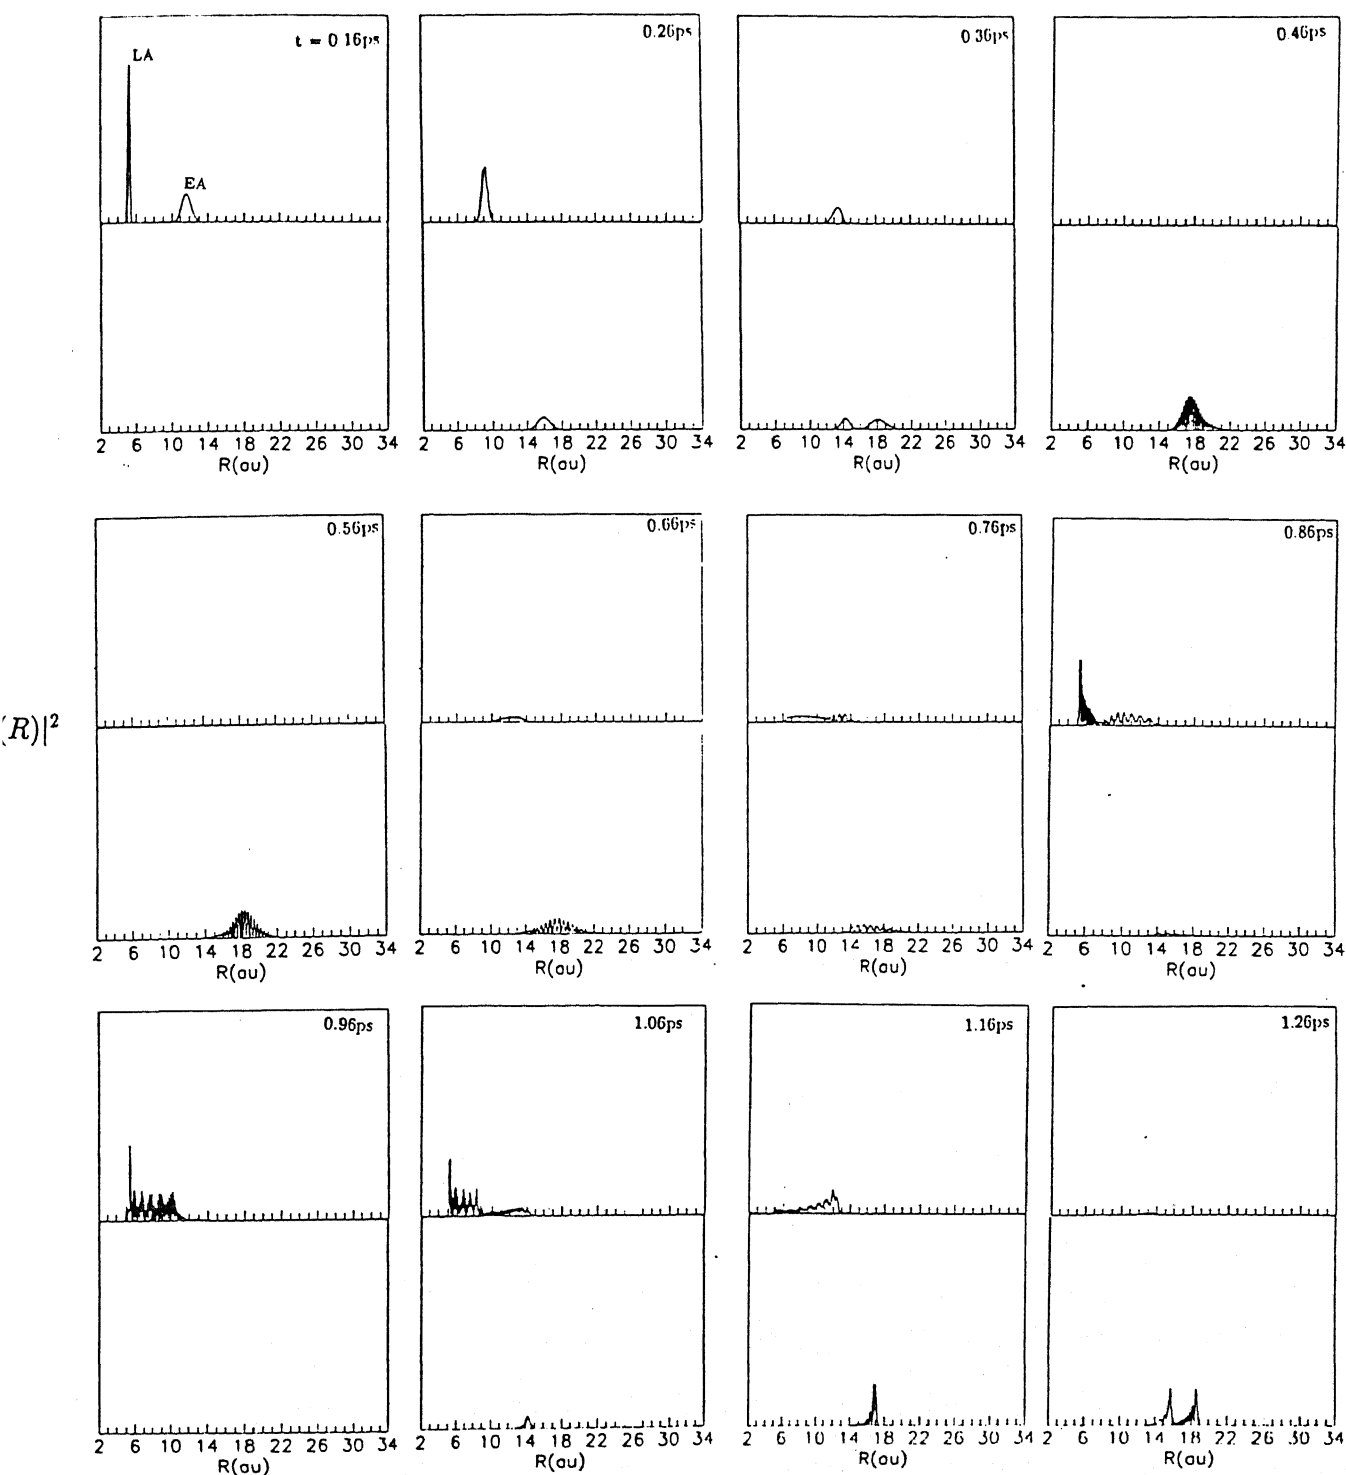 t = 0.16ps
LA
EA
2 6 10 14 18 22 26 30 34
R(au)
0.26ps
2 6 10 14 18 22 26 30 34
R(au)
0.36ps
2 6 10 14 18 22 26 30 34
R(au)
0.46ps
2 6 10 14 18 22 26 30 34
R(au)
(R)|²
0.56ps
2 6 10 14 18 22 26 30 34
R(au)
0.66ps
2 6 10 14 18 22 26 30 34
R(au)
0.76ps
2 6 10 14 18 22 26 30 34
R(au)
0.86ps
2 6 10 14 18 22 26 30 34
R(au)
0.96ps
2 6 10 14 18 22 26 30 34
R(au)
1.06ps
2 6 10 14 18 22 26 30 34
R(au)
1.16ps
2 6 10 14 18 22 26 30 34
R(au)
1.26ps
2 6 10 14 18 22 26 30 34
R(au)